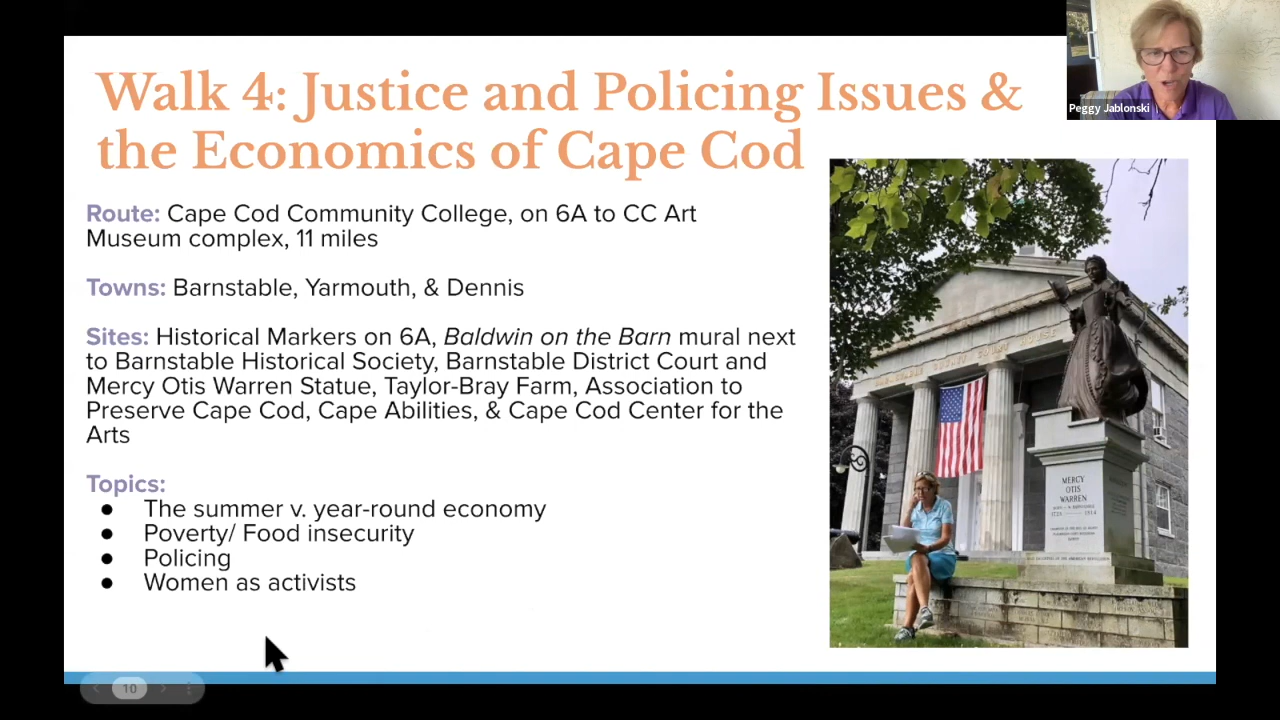 Peggy Jablonski
Walk 4: Justice and Policing Issues &
the Economics of Cape Cod
Route: Cape Cod Community College, on 6A to CC Art
Museum complex, 11 miles
Towns: Barnstable, Yarmouth, & Dennis
Sites: Historical Markers on 6A, Baldwin on the Barn mural next
to Barnstable Historical Society, Barnstable District Court and
Mercy Otis Warren Statue, Taylor-Bray Farm, Association to
Preserve Cape Cod, Cape Abilities, & Cape Cod Center for the
Arts
Topics:
● The summer v. year-round economy
● Poverty/ Food insecurity
● Policing
● Women as activists
MERCY
OTIS
WARREN
10